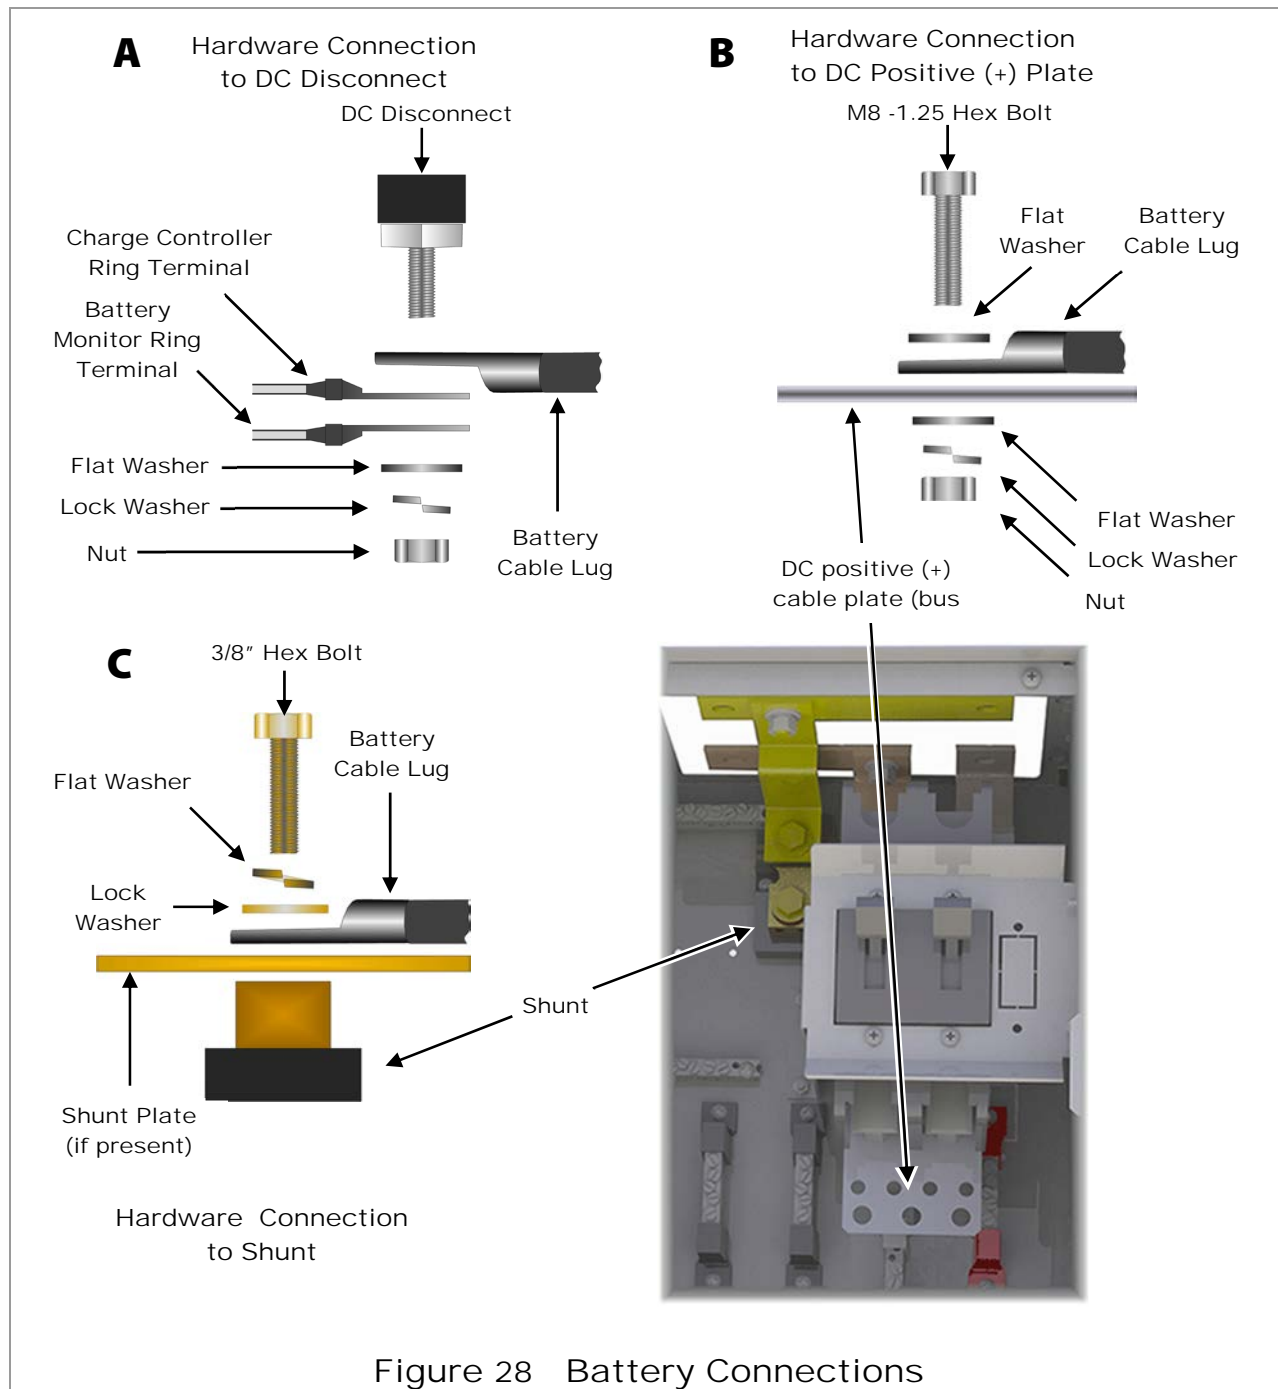 A
Hardware Connection
to DC Disconnect
DC Disconnect
Charge Controller
Ring Terminal
Battery
Monitor Ring
Terminal
Flat Washer
Lock Washer
Nut
Battery
Cable Lug
B
Hardware Connection
to DC Positive (+) Plate
M8 -1.25 Hex Bolt
Flat
Washer
Battery
Cable Lug
Flat Washer
Lock Washer
Nut
DC positive (+)
cable plate (bus
C
3/8" Hex Bolt
Battery
Cable Lug
Flat Washer
Lock
Washer
Shunt
Shunt Plate
(if present)
Hardware Connection
to Shunt
Figure 28 Battery Connections